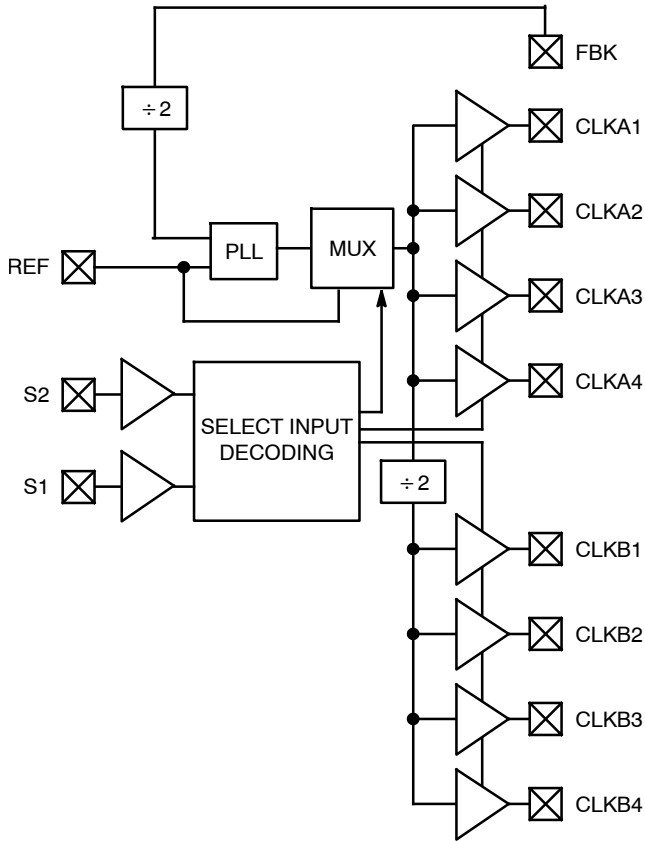 FBK
÷2
CLKA1
CLKA2
PLL
MUX
REF
CLKA3
CLKA4
S2
SELECT INPUT
DECODING
S1
÷2
CLKB1
CLKB2
CLKB3
CLKB4